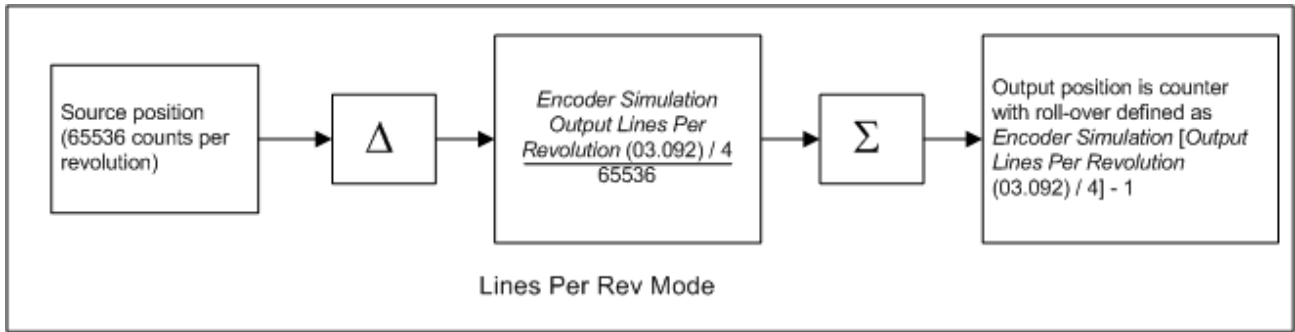 Source position
(65536 counts per
revolution)
Δ
Encoder Simulation
Output Lines Per
Revolution (03.092) / 4
65536
Σ
Output position is counter
with roll-over defined as
Encoder Simulation [Output
Lines Per Revolution
(03.092) / 4] - 1
Lines Per Rev Mode